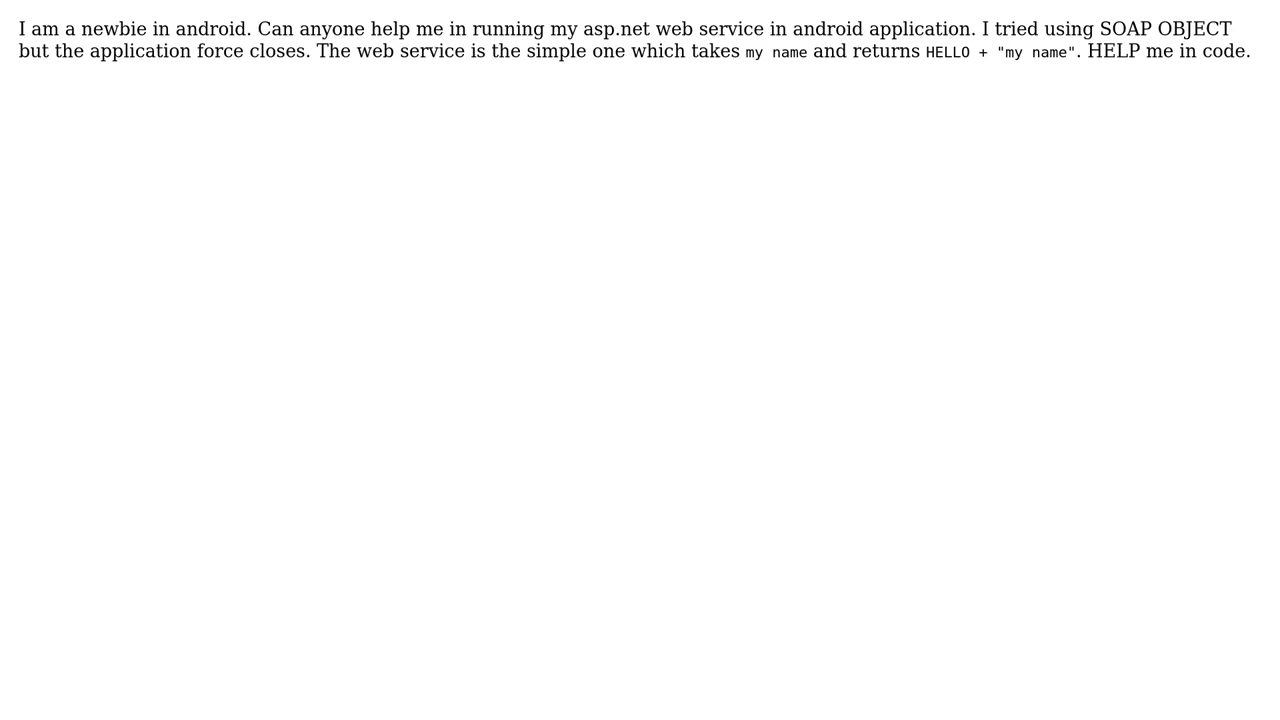 I am a newbie in android. Can anyone help me in running my asp.net web service in android application. I tried using SOAP OBJECT
but the application force closes. The web service is the simple one which takes my name and returns HELLO + "my name". HELP me in code.